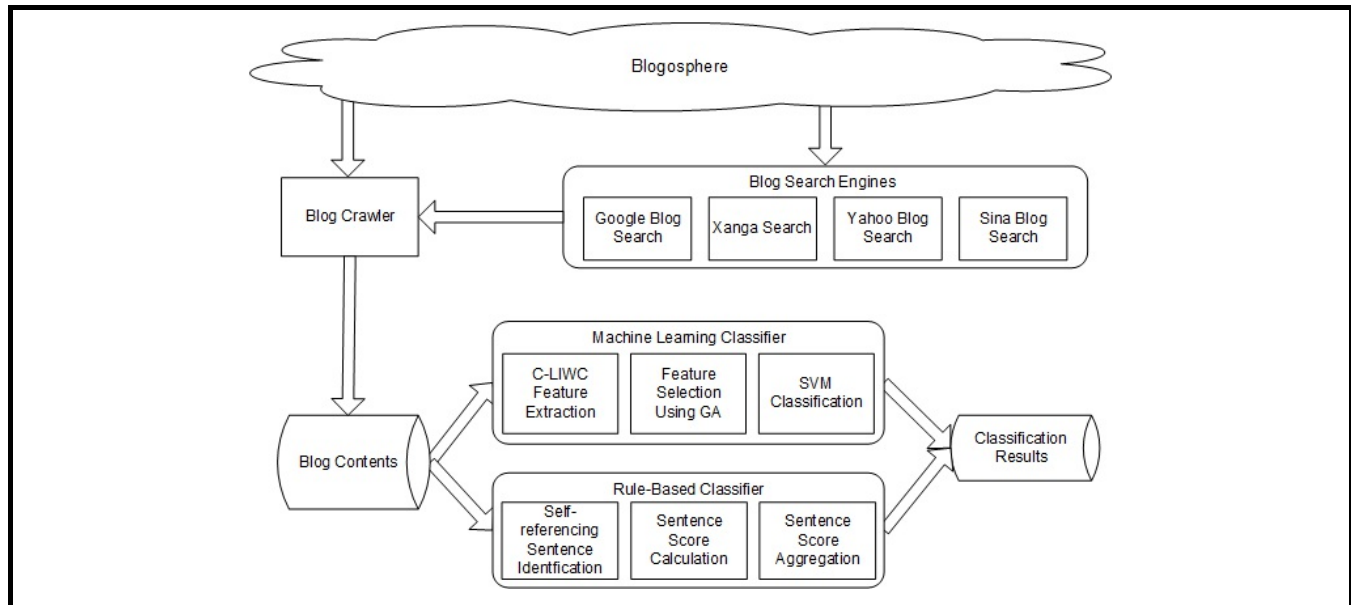 Blogosphere
Blog Crawler
Blog Search Engines
Google Blog
Search
Xanga Search
Yahoo Blog
Search
Sina Blog
Search
Machine Learning Classifier
C-LIWC
Feature
Extraction
Feature
Selection
Using GA
SVM
Classification
Blog Contents
Classification
Results
Rule-Based Classifier
Self-
referencing
Sentence
Identfication
Sentence
Score
Calculation
Sentence
Score
Aggregation